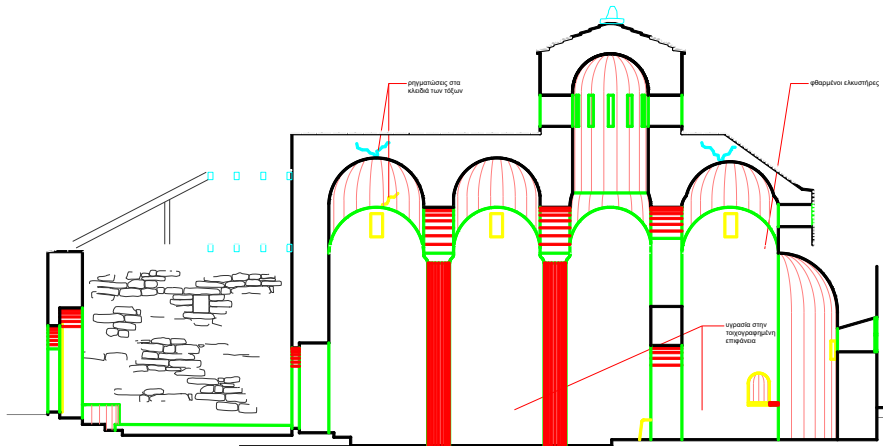 ρηγματώσεις στα
κλειδιά των τόξων
φθαρμένοι ελκυστήρες
υγρασία στην
τοιχογραφημένη
επιφάνεια